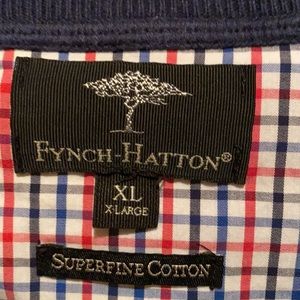 FYNCH-HATTON®
XL
X-LARGE
SUPERFINE COTTON